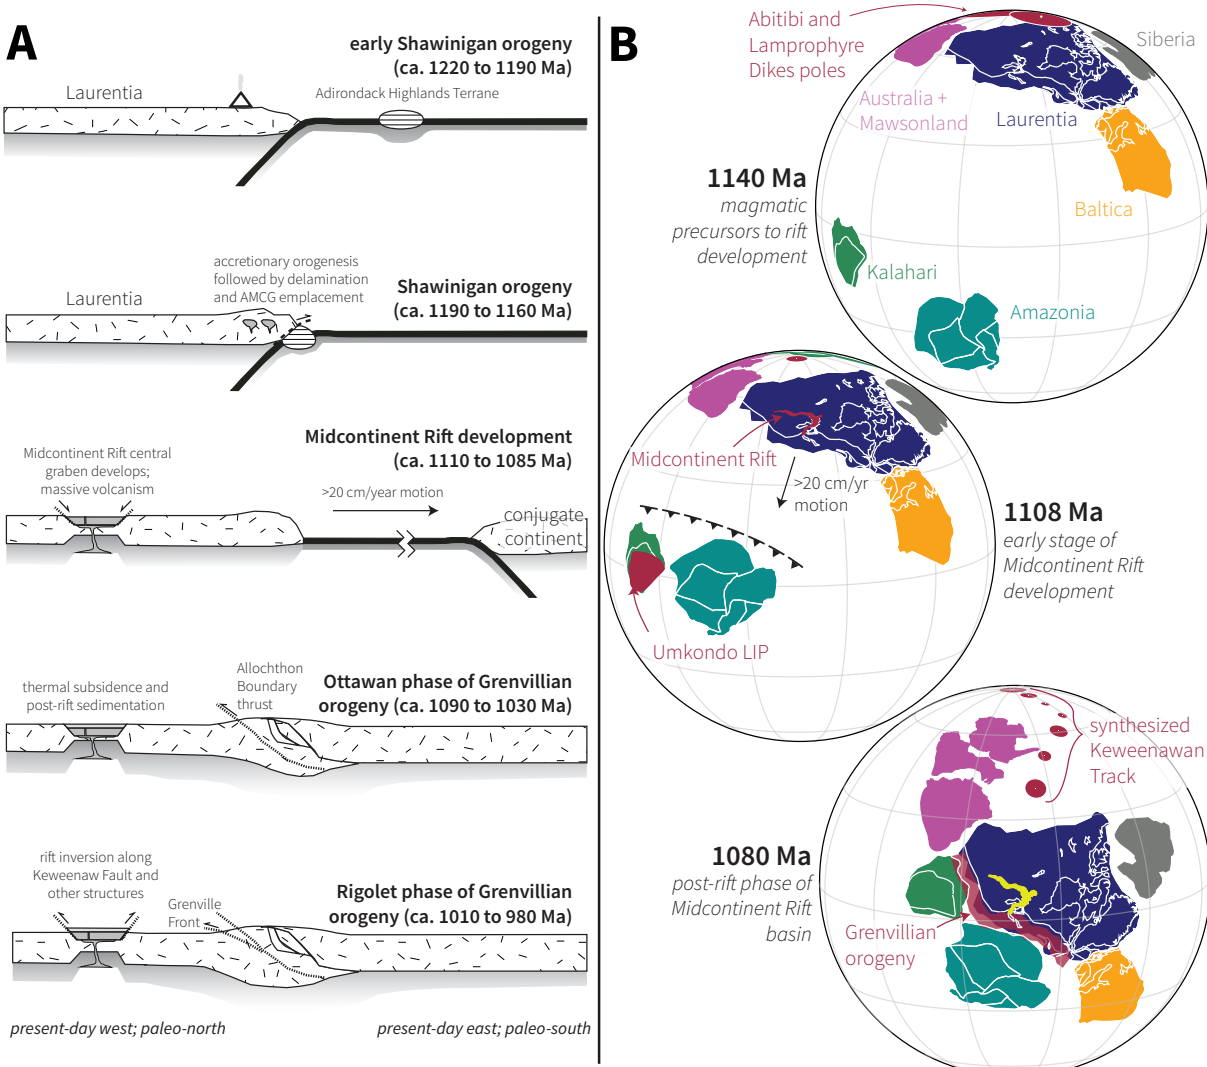 A
early Shawinigan orogeny
(ca. 1220 to 1190 Ma)
Laurentia
Adirondack Highlands Terrane
accretionary orogenesis
followed by delamination
and AMCG emplacement
Laurentia
Shawinigan orogeny
(ca. 1190 to 1160 Ma)
Midcontinent Rift development
(ca. 1110 to 1085 Ma)
Midcontinent Rift central
graben develops;
massive volcanism
>20 cm/year motion
conjugate
continent
Allochthon
Boundary
thrust
thermal subsidence and
post-rift sedimentation
Ottawan phase of Grenvillian
orogeny (ca. 1090 to 1030 Ma)
rift inversion along
Keweenaw Fault and
other structures
Grenville
Front
Rigolet phase of Grenvillian
orogeny (ca. 1010 to 980 Ma)
present-day west; paleo-north
present-day east; paleo-south
B
Abitibi and
Lamprophyre
Dikes poles
Siberia
Australia +
Mawsonland
Laurentia
1140 Ma
magmatic
precursors to rift
development
Baltica
Kalahari
Amazonia
Midcontinent Rift
>20 cm/yr
motion
1108 Ma
early stage of
Midcontinent Rift
development
Umkondo LIP
synthesized
Keweenawan
Track
1080 Ma
post-rift phase of
Midcontinent Rift
basin
Grenvillian
orogeny